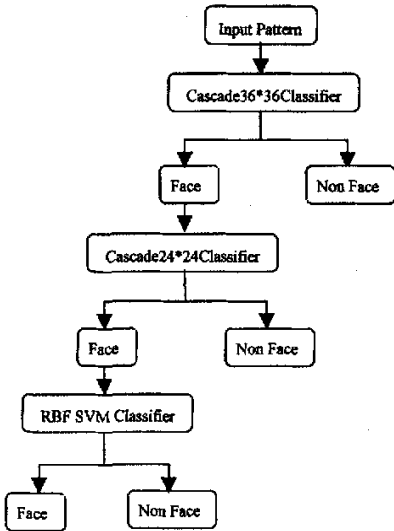 Input Pattern
Cascade36*36Classifier
Face
Non Face
Cascade24*24Classifier
Face
Non Face
RBF SVM Classifier
Face
Non Face